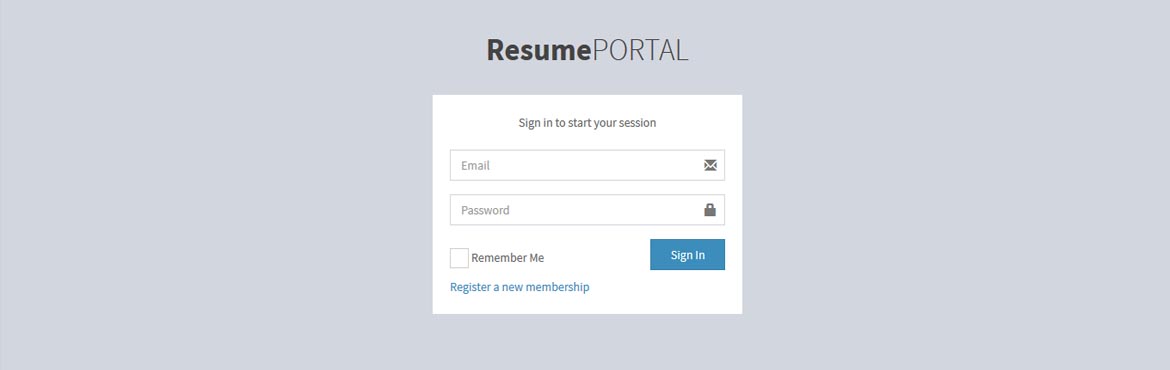 ResumePORTAL
Sign in to start your session
Email
Password
Remember Me
Sign In
Register a new membership